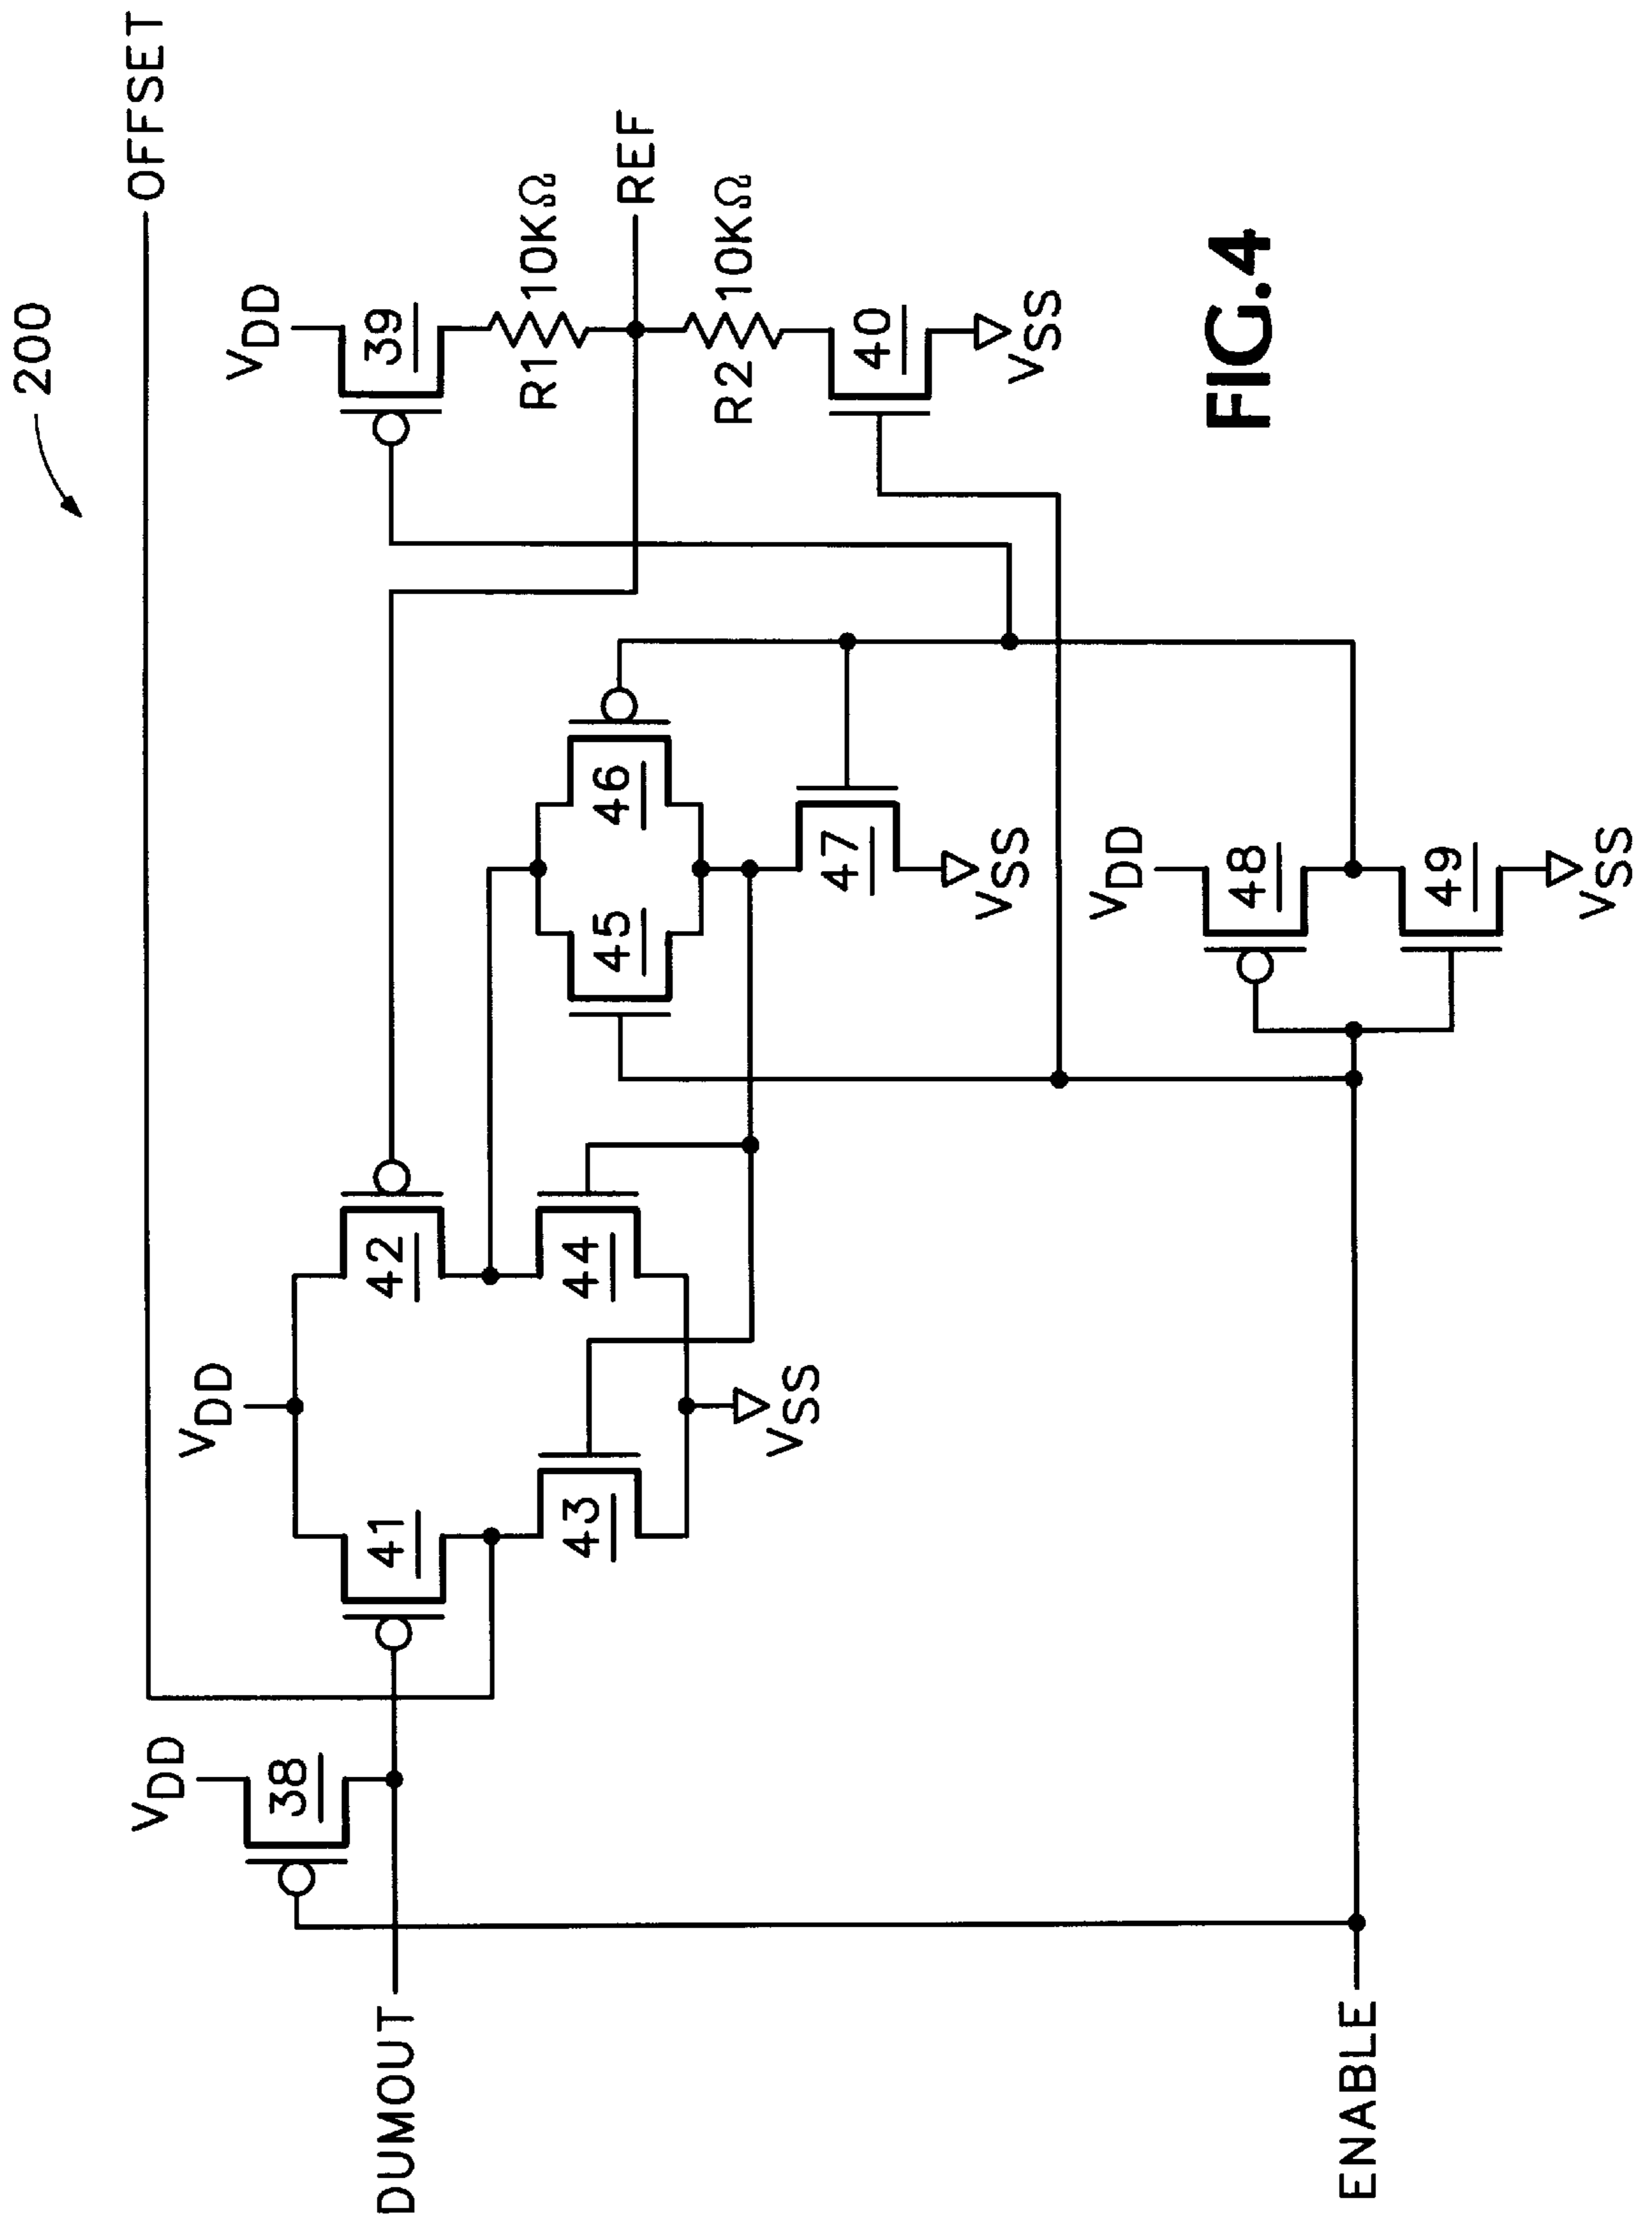 200
OFFSET
VDD
39
R1 10KΩ
REF
R2 10KΩ
40
VSS
VDD
41
42
43
44
VSS
45
46
47
VSS
VDD
38
DUMOUT
VDD
48
49
VSS
ENABLE
FIG.4